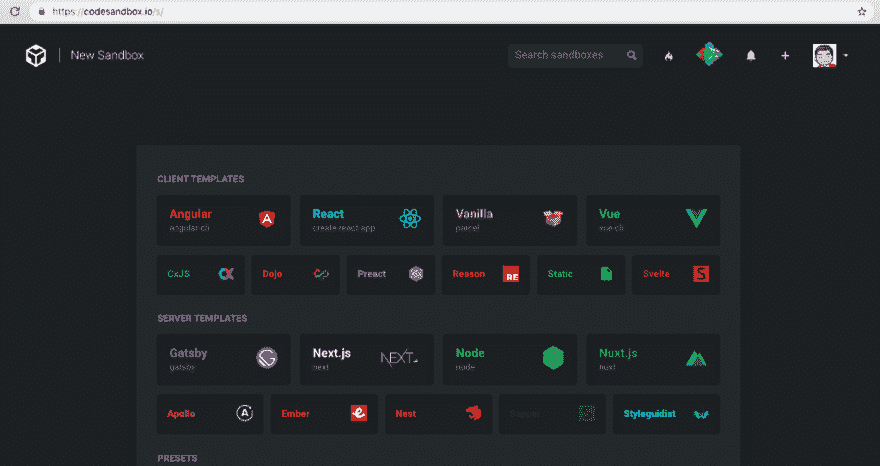 https://codesandbox.io/s/
New Sandbox
Search sandboxes
CLIENT TEMPLATES
Angular
angular-cli
React
create-react-app
Vanilla
parcel
Vue
vue-cli
CxJS
Dojo
Preact
Reason
RE
Static
Svelte
SERVER TEMPLATES
Gatsby
gatsby
Next.js
next
NEXT
Node
node
Nuxt.js
nuxt
Apollo
Ember
Nest
Sapper
Styleguidist
PRESETS